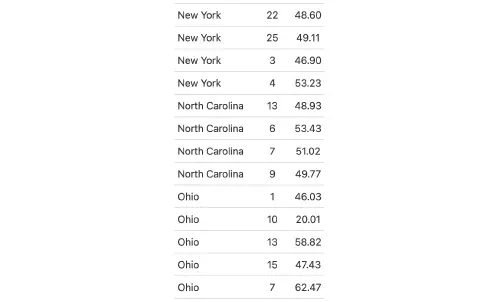 New York 22 48.60
New York 25 49.11
New York 3 46.90
New York 4 53.23
North Carolina 13 48.93
North Carolina 6 53.43
North Carolina 7 51.02
North Carolina 9 49.77
Ohio 1 46.03
Ohio 10 20.01
Ohio 13 58.82
Ohio 15 47.43
Ohio 7 62.47